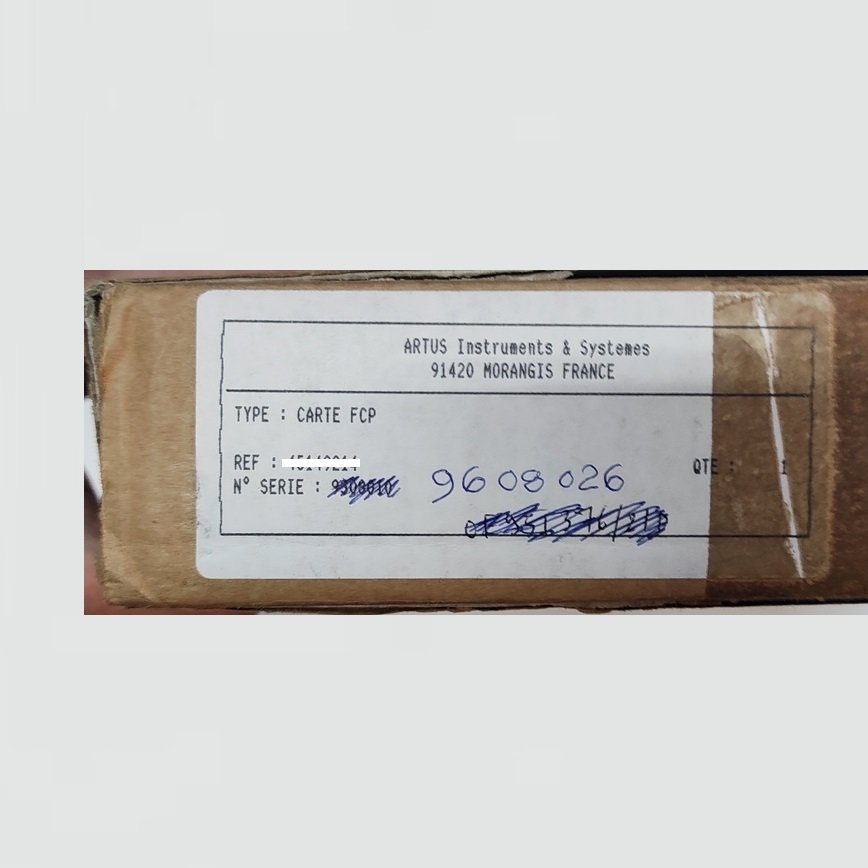 ARTUS Instruments & Systemes
91420 MORANGIS FRANCE
TYPE : CARTE FCP
REF :
QTE : 1
N° SERIE : 9608026